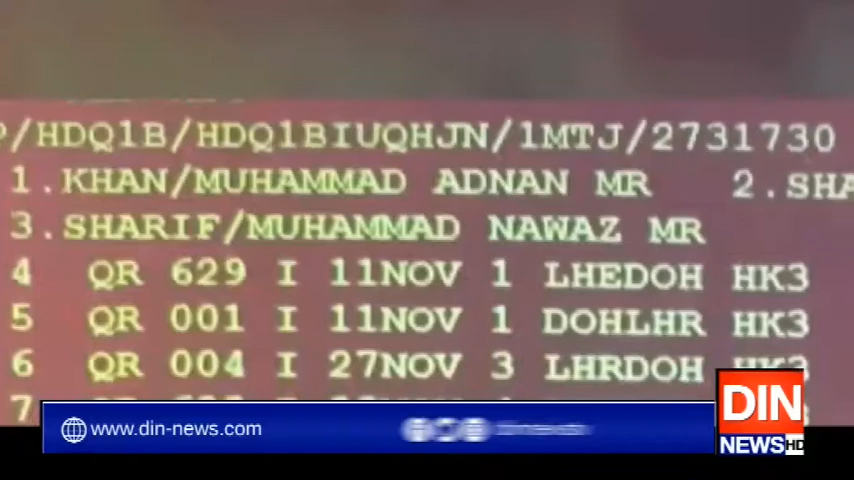 P/HDQ1B/HDQ1BIUQHJN/1MTJ/2731730
1.KHAN/MUHAMMAD ADNAN MR 2.SHA
3.SHARIF/MUHAMMAD NAWAZ MR
4 QR 629 I 11NOV 1 LHEDOH HK3
5 QR 001 I 11NOV 1 DOHLHR HK3
6 QR 004 I 27NOV 3 LHRDOH HK3
7
www.din-news.com
DIN
NEWS HD